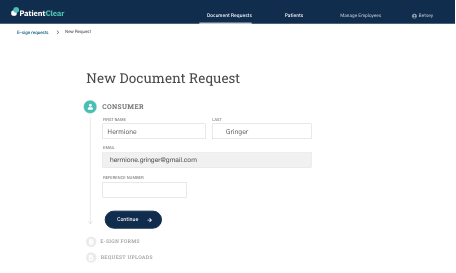 PatientClear
Document Requests
Patients
Manage Employees
Betsey
E-sign requests > New Request
New Document Request
CONSUMER
FIRST NAME
LAST
Hermione
Gringer
EMAIL
hermione.gringer@gmail.com
REFERENCE NUMBER
Continue →
E-SIGN FORMS
REQUEST UPLOADS